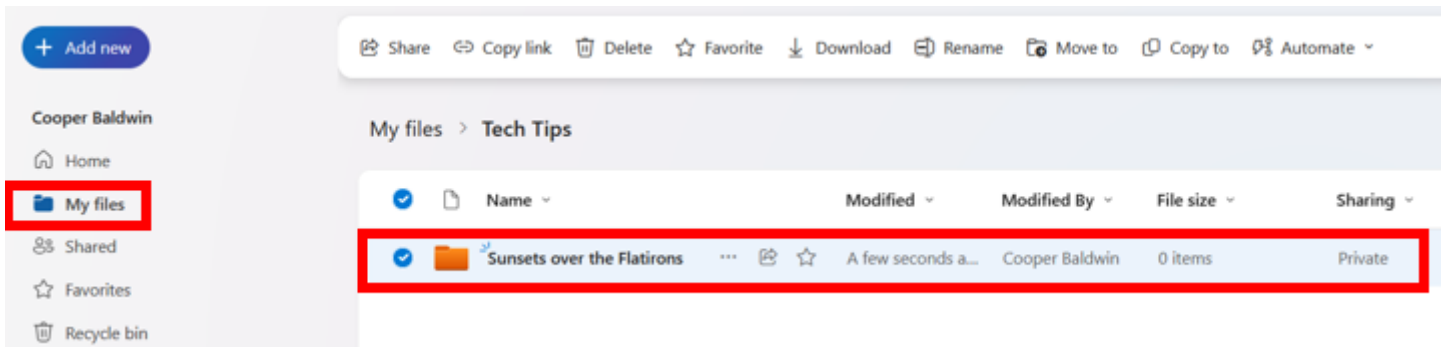 + Add new
Share Copy link Delete Favorite Download Rename Move to Copy to Automate
Cooper Baldwin
My files > Tech Tips
Home
My files
Name Modified Modified By File size Sharing
Shared
Sunsets over the Flatirons ... A few seconds a... Cooper Baldwin 0 items Private
Favorites
Recycle bin